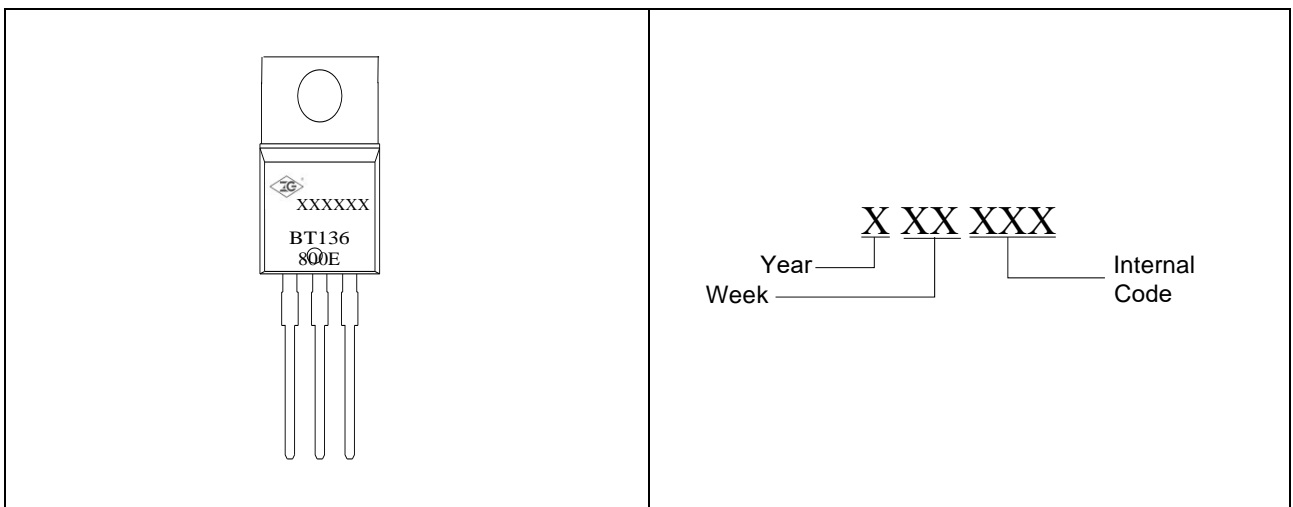 XXXXXX
BT136
800E
X XX XXX
Year
Week
Internal
Code